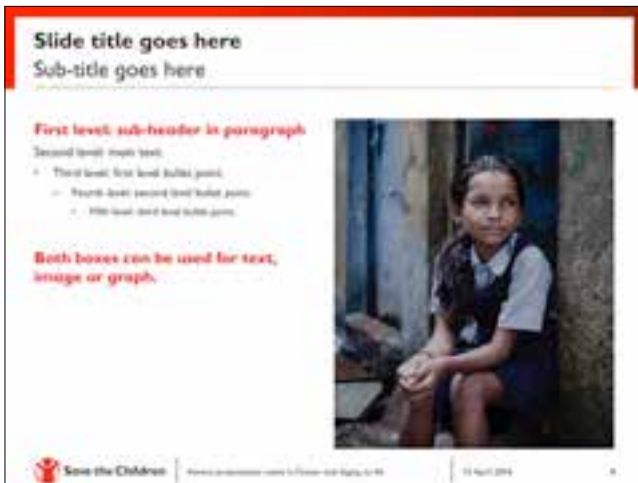 Slide title goes here
Sub-title goes here
First level: sub-header in paragraph
Second level: main text
• Third level: first level bullet point
– Fourth level: second level bullet point
• Fifth level: third level bullet point
Both boxes can be used for text,
image or graph.
Save the Children